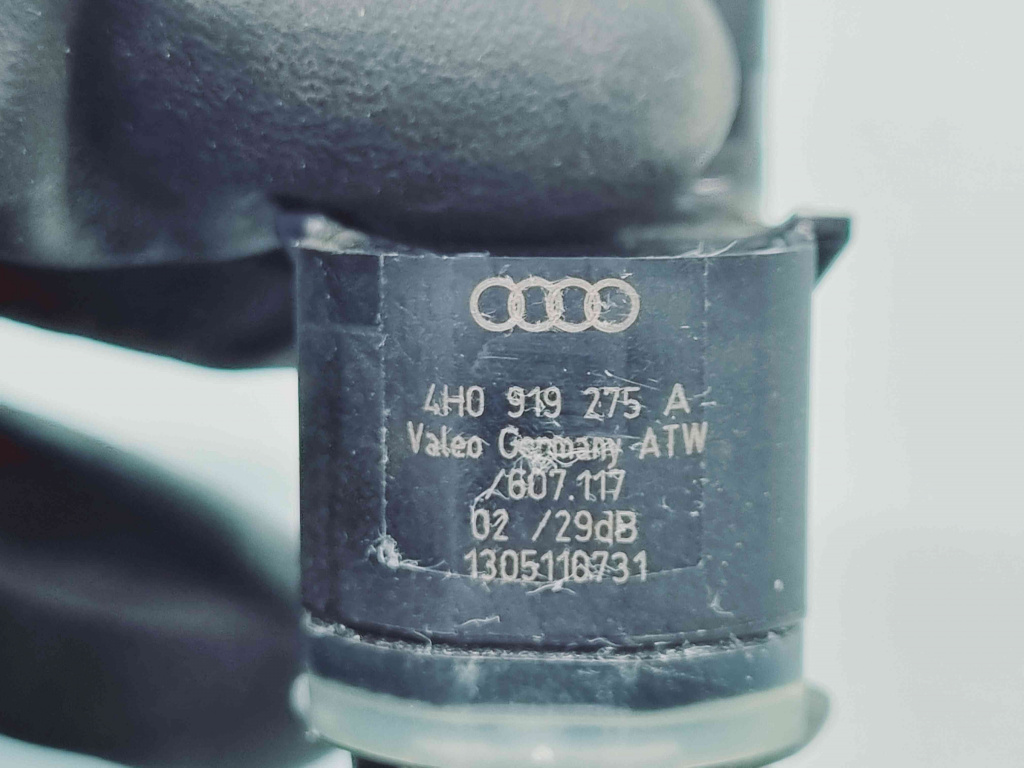 4H0 919 275 A
Valeo Germany ATW
/607.117
02 /29dB
1305116731